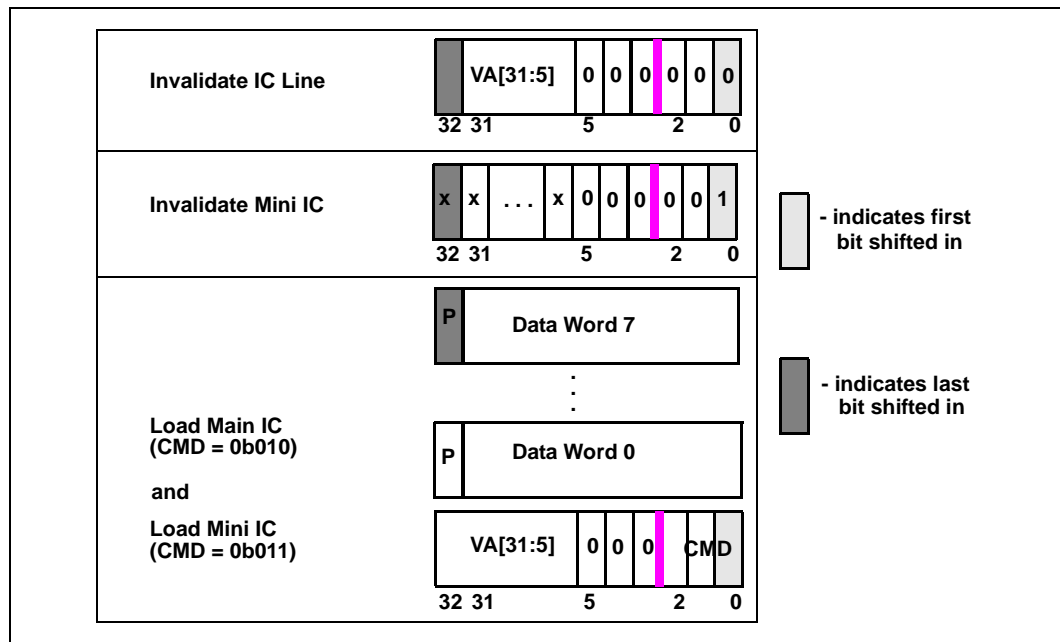 Invalidate IC Line
VA[31:5] 0 0 0 0 0 0
32 31 5 2 0
Invalidate Mini IC
x x . . . x 0 0 0 0 0 1
32 31 5 2 0
- indicates first
bit shifted in
P Data Word 7
.
.
.
- indicates last
bit shifted in
Load Main IC
(CMD = 0b010)
P Data Word 0
and
Load Mini IC
(CMD = 0b011)
VA[31:5] 0 0 0 CMD
32 31 5 2 0